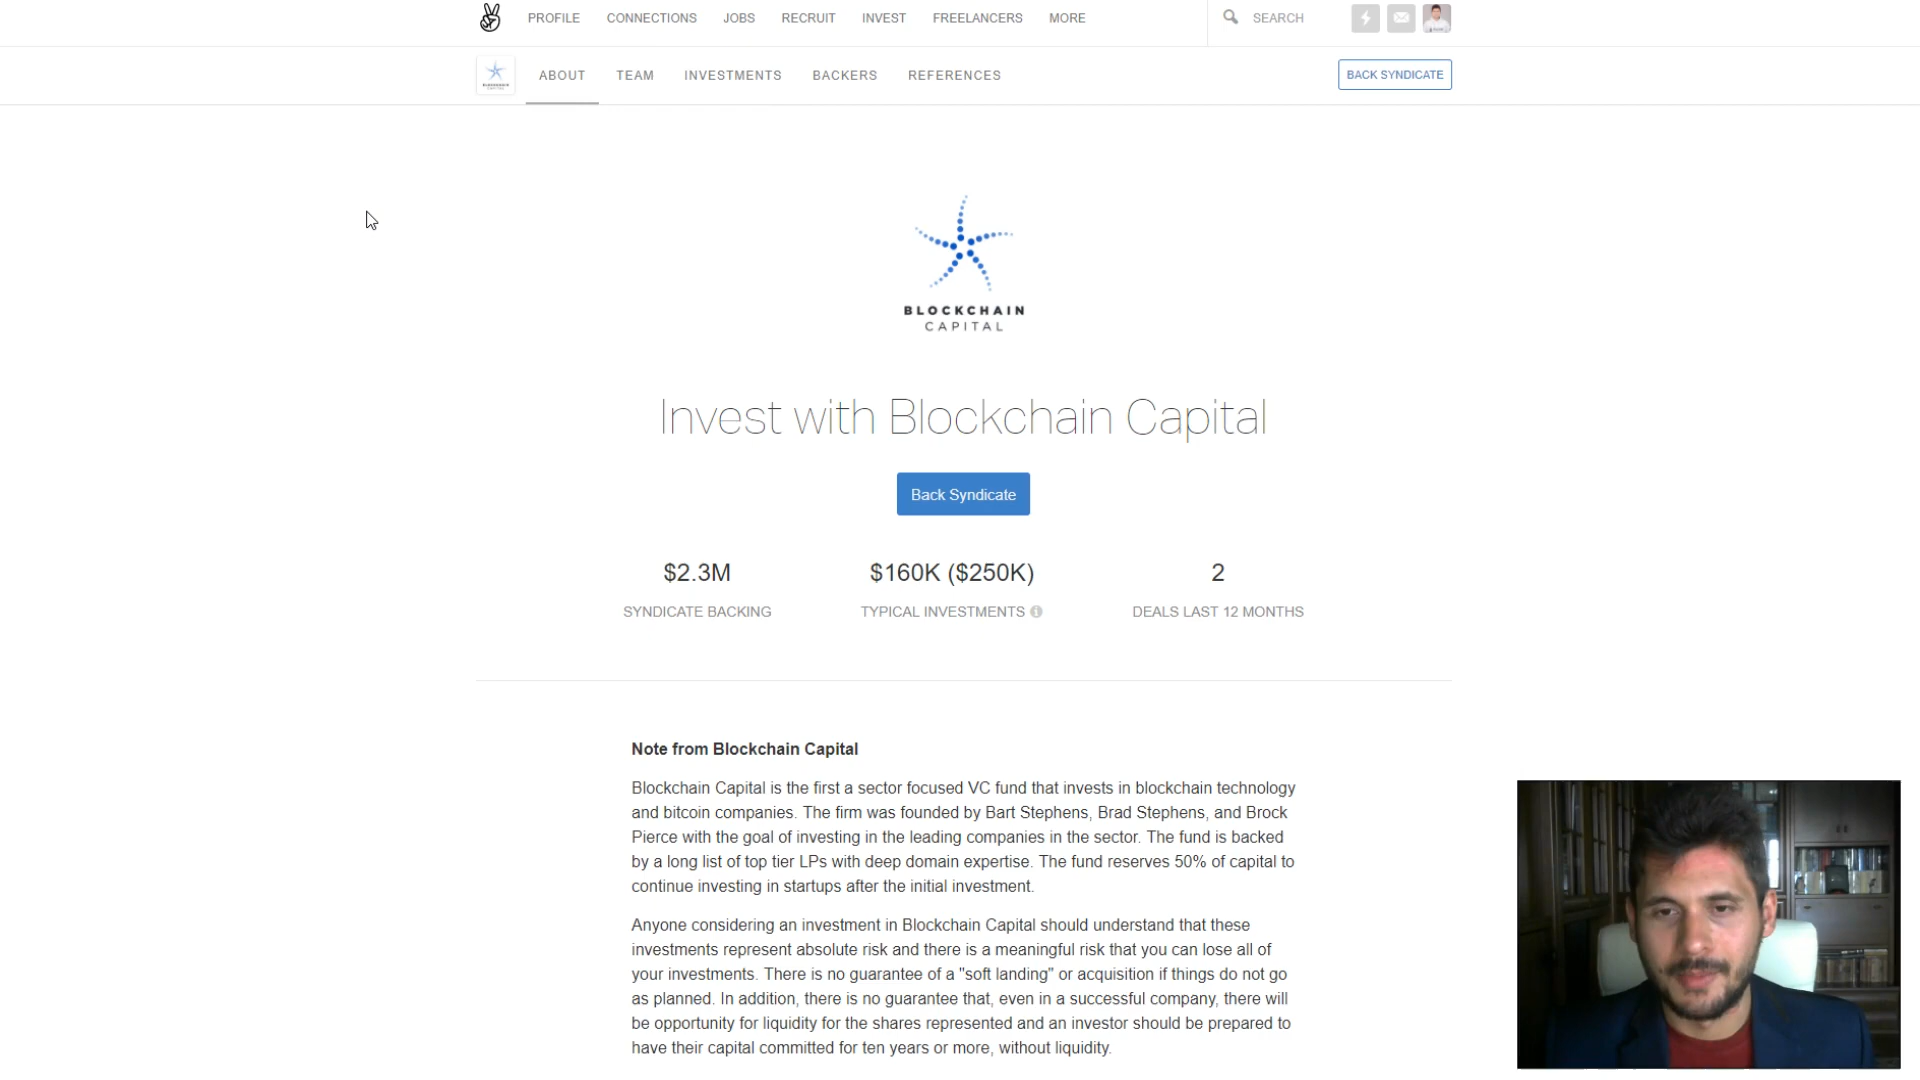 PROFILE CONNECTIONS JOBS RECRUIT INVEST FREELANCERS MORE SEARCH
ABOUT TEAM INVESTMENTS BACKERS REFERENCES BACK SYNDICATE
BLOCKCHAIN
CAPITAL
Invest with Blockchain Capital
Back Syndicate
$2.3M $160K ($250K) 2
SYNDICATE BACKING TYPICAL INVESTMENTS DEALS LAST 12 MONTHS
Note from Blockchain Capital
Blockchain Capital is the first a sector focused VC fund that invests in blockchain technology
and bitcoin companies. The firm was founded by Bart Stephens, Brad Stephens, and Brock
Pierce with the goal of investing in the leading companies in the sector. The fund is backed
by a long list of top tier LPs with deep domain expertise. The fund reserves 50% of capital to
continue investing in startups after the initial investment.
Anyone considering an investment in Blockchain Capital should understand that these
investments represent absolute risk and there is a meaningful risk that you can lose all of
your investments. There is no guarantee of a "soft landing" or acquisition if things do not go
as planned. In addition, there is no guarantee that, even in a successful company, there will
be opportunity for liquidity for the shares represented and an investor should be prepared to
have their capital committed for ten years or more, without liquidity.